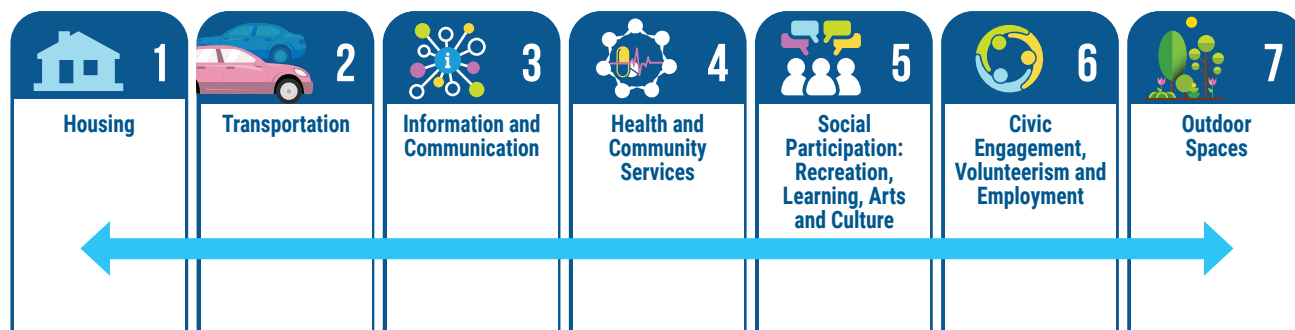 1
Housing
2
Transportation
i
3
Information and
Communication
4
Health and
Community
Services
5
Social
Participation:
Recreation,
Learning, Arts
and Culture
6
Civic
Engagement,
Volunteerism and
Employment
7
Outdoor
Spaces